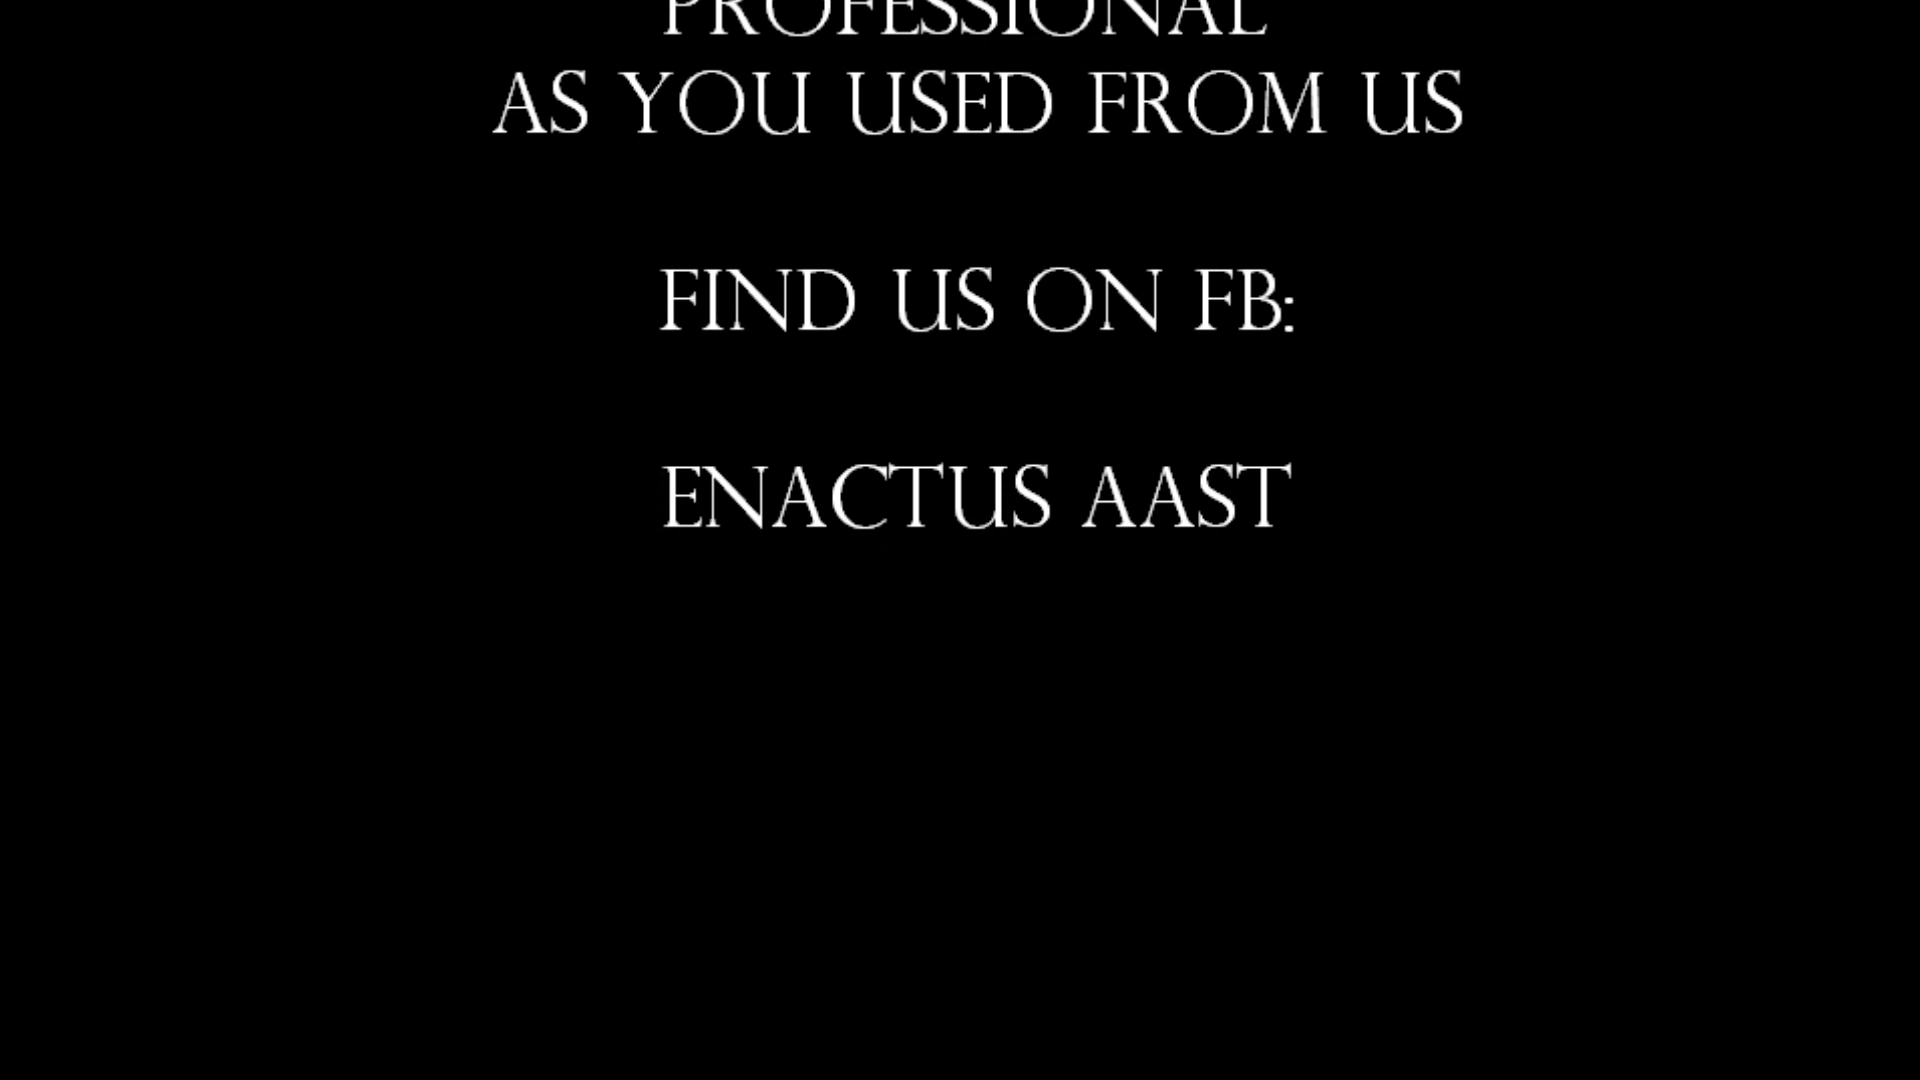 PROFESSIONAL
AS YOU USED FROM US
FIND US ON FB:
ENACTUS AAST